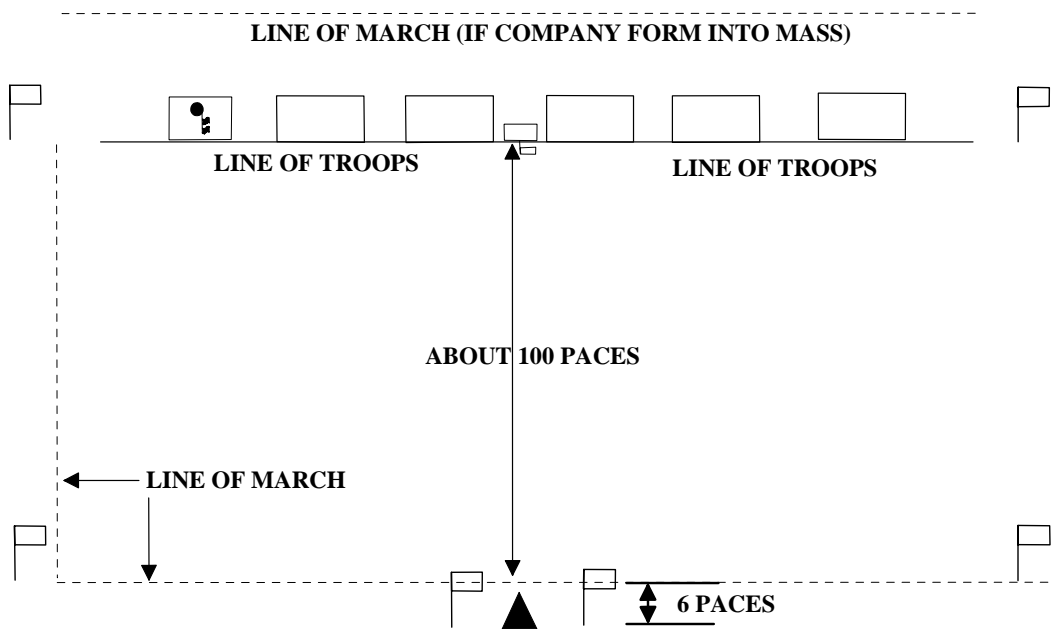 LINE OF MARCH (IF COMPANY FORM INTO MASS)
LINE OF TROOPS
LINE OF TROOPS
ABOUT 100 PACES
LINE OF MARCH
6 PACES